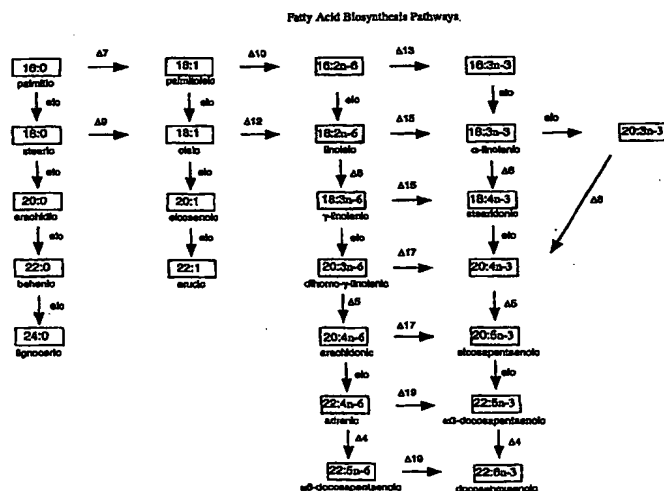 Fatty Acid Biosynthesis Pathways.
Δ7 Δ10 Δ13
16:0 16:1 16:2n-6 16:3n-3
palmitic palmitoleic
elo elo elo elo
Δ9 Δ12 Δ15 elo
18:0 18:1 18:2n-6 18:3n-3 20:3n-3
stearic oleic linoleic α-linolenic
elo elo Δ6 Δ6 Δ8
Δ15
20:0 20:1 18:3n-6 18:4n-3
arachidic eicosenoic γ-linolenic stearidonic
elo elo elo elo
Δ17
22:0 22:1 20:3n-6 20:4n-3
behenic erucic dihomo-γ-linolenic
elo Δ5 Δ5
Δ17
24:0 20:4n-6 20:5n-3
lignoceric arachidonic eicosapentaenoic
elo elo
Δ19
22:4n-6 22:5n-3
adrenic ω3-docosapentaenoic
Δ4 Δ4
Δ19
22:5n-6 22:6n-3
ω6-docosapentaenoic docosahexaenoic